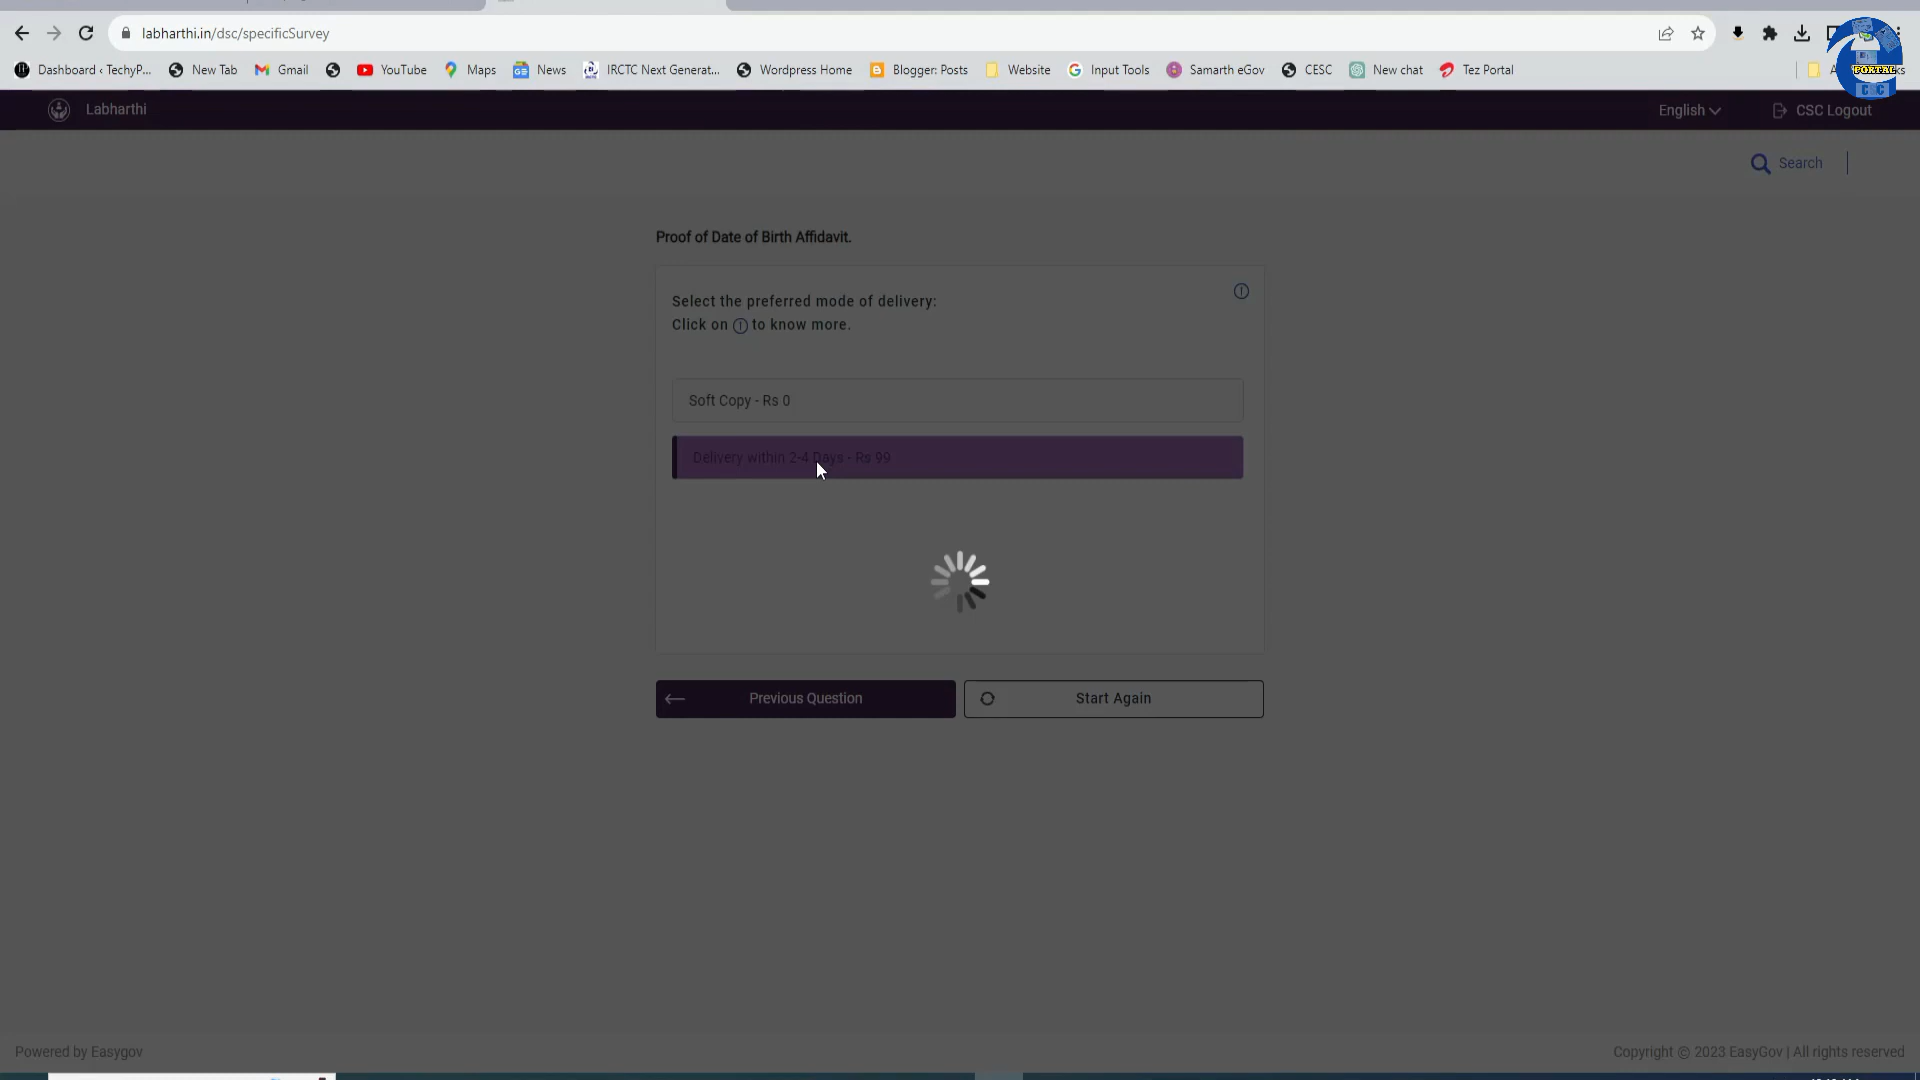 labharthi.in/dsc/specificSurvey
Dashboard ‹ TechyP... New Tab Gmail YouTube Maps News IRCTC Next Generat... Wordpress Home Blogger: Posts Website Input Tools Samarth eGov CESC New chat Tez Portal
PORTAL
CSC
Labharthi English CSC Logout
Search
Proof of Date of Birth Affidavit.
Select the preferred mode of delivery:
Click on to know more.
Soft Copy - Rs 0
Delivery within 2-4 Days - Rs 99
Previous Question Start Again
Powered by Easygov Copyright © 2023 EasyGov | All rights reserved